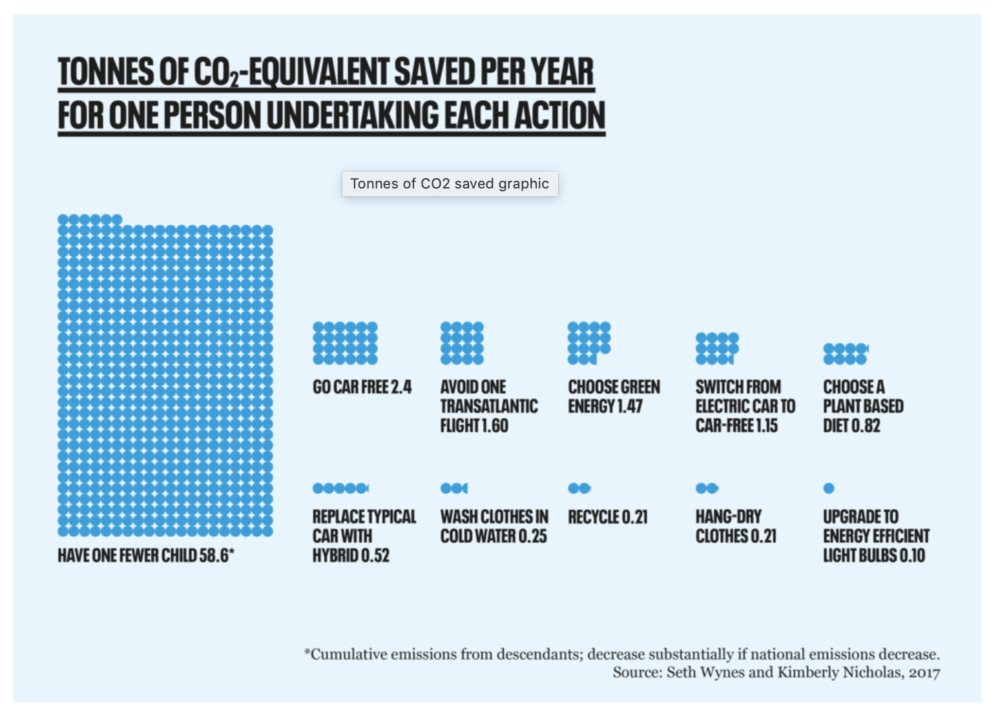 TONNES OF CO₂-EQUIVALENT SAVED PER YEAR
FOR ONE PERSON UNDERTAKING EACH ACTION
Tonnes of CO2 saved graphic
HAVE ONE FEWER CHILD 58.6*
GO CAR FREE 2.4
AVOID ONE
TRANSATLANTIC
FLIGHT 1.60
CHOOSE GREEN
ENERGY 1.47
SWITCH FROM
ELECTRIC CAR TO
CAR-FREE 1.15
CHOOSE A
PLANT BASED
DIET 0.82
REPLACE TYPICAL
CAR WITH
HYBRID 0.52
WASH CLOTHES IN
COLD WATER 0.25
RECYCLE 0.21
HANG-DRY
CLOTHES 0.21
UPGRADE TO
ENERGY EFFICIENT
LIGHT BULBS 0.10
*Cumulative emissions from descendants; decrease substantially if national emissions decrease.
Source: Seth Wynes and Kimberly Nicholas, 2017